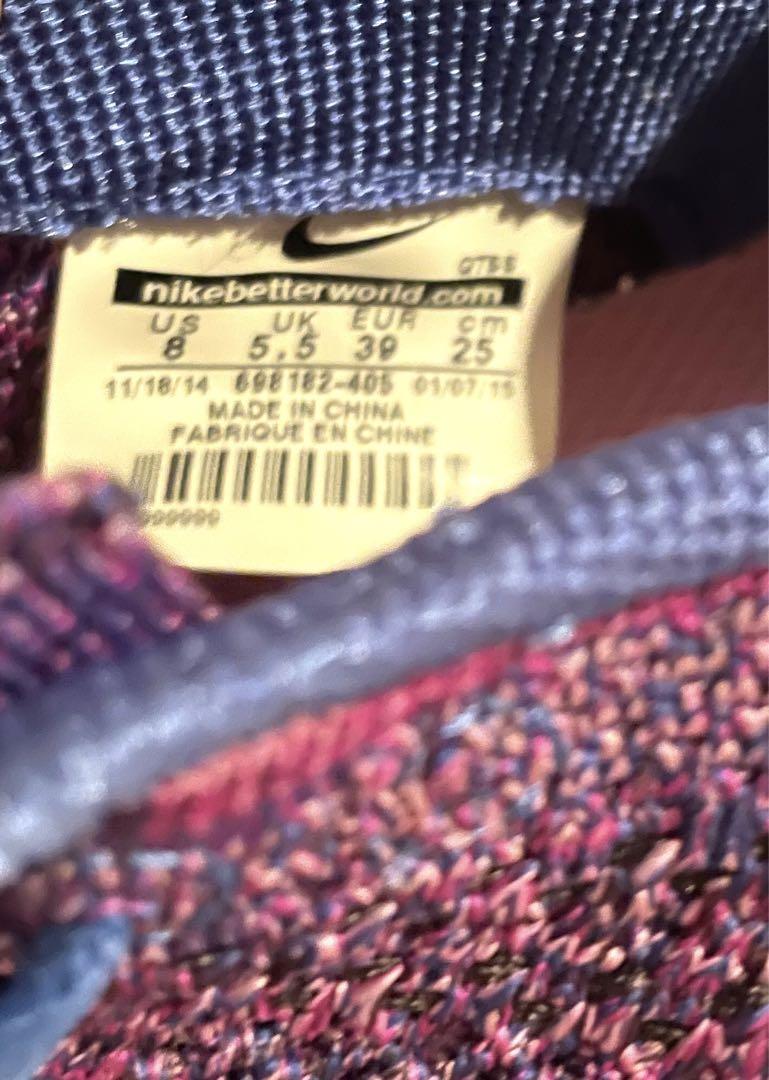 nikebetterworld.com
US UK EUR cm
8 5.5 39 25
11/18/14 698182-405 01/07/15
MADE IN CHINA
FABRIQUE EN CHINE